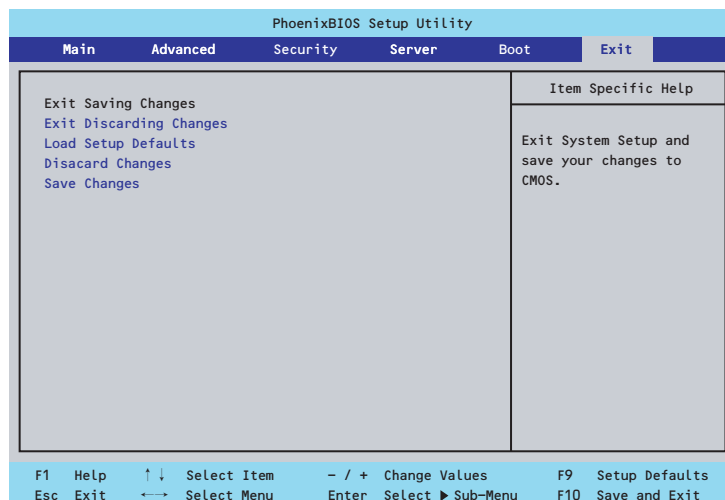 PhoenixBIOS Setup Utility
Main Advanced Security Server Boot Exit
Item Specific Help
Exit Saving Changes
Exit Discarding Changes
Load Setup Defaults
Disacard Changes
Save Changes
Exit System Setup and
save your changes to
CMOS.
F1 Help ↑↓ Select Item - / + Change Values F9 Setup Defaults
Esc Exit ←→ Select Menu Enter Select ▶ Sub-Menu F10 Save and Exit